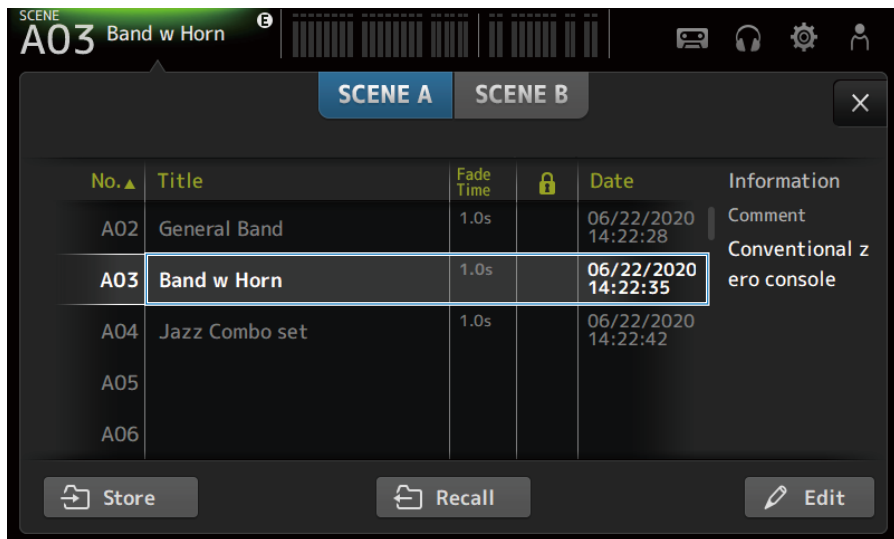 SCENE
A03 Band w Horn E
SCENE A SCENE B
No.▲ Title Fade Time Date
A02 General Band 1.0s 06/22/2020 14:22:28
A03 Band w Horn 1.0s 06/22/2020 14:22:35
A04 Jazz Combo set 1.0s 06/22/2020 14:22:42
A05
A06
Information
Comment
Conventional z
ero console
Store Recall Edit